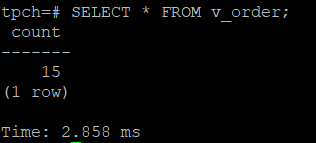 tpch=# SELECT * FROM v_order;
count
-------
15
(1 row)
Time: 2.858 ms